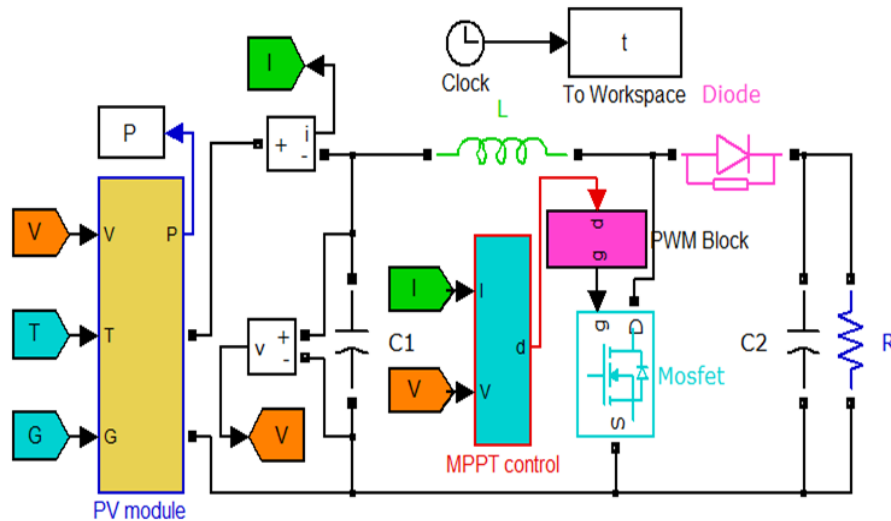 I
t
Clock
To Workspace
Diode
L
P
i
+
-
V
V
P
d
PWM Block
g
T
T
I
I
+
v
-
C1
d
g
D
C2
R
Mosfet
V
V
S
G
G
V
MPPT control
PV module